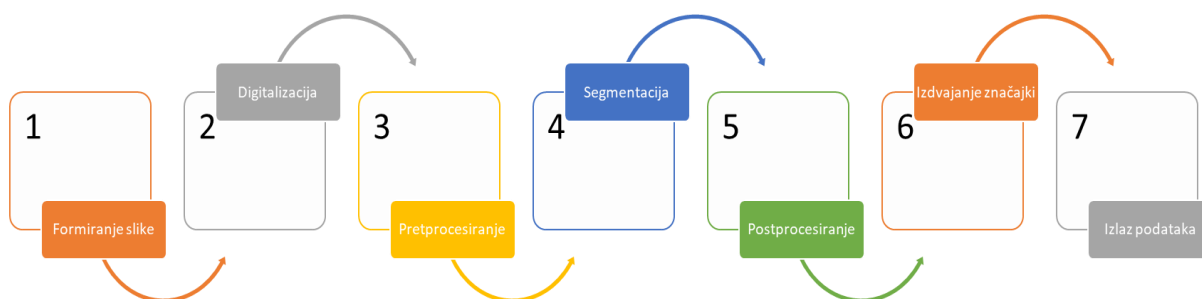 1
Formiranje slike
2
Digitalizacija
3
Pretprocesiranje
4
Segmentacija
5
Postprocesiranje
6
Izdvajanje značajki
7
Izlaz podataka